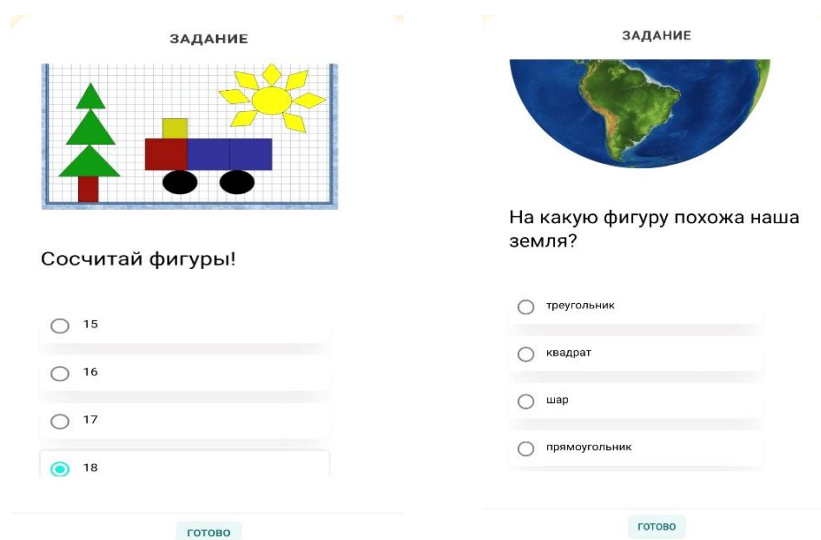 ЗАДАНИЕ
Сосчитай фигуры!
15
16
17
18
ГОТОВО
ЗАДАНИЕ
На какую фигуру похожа наша
земля?
треугольник
квадрат
шар
прямоугольник
ГОТОВО